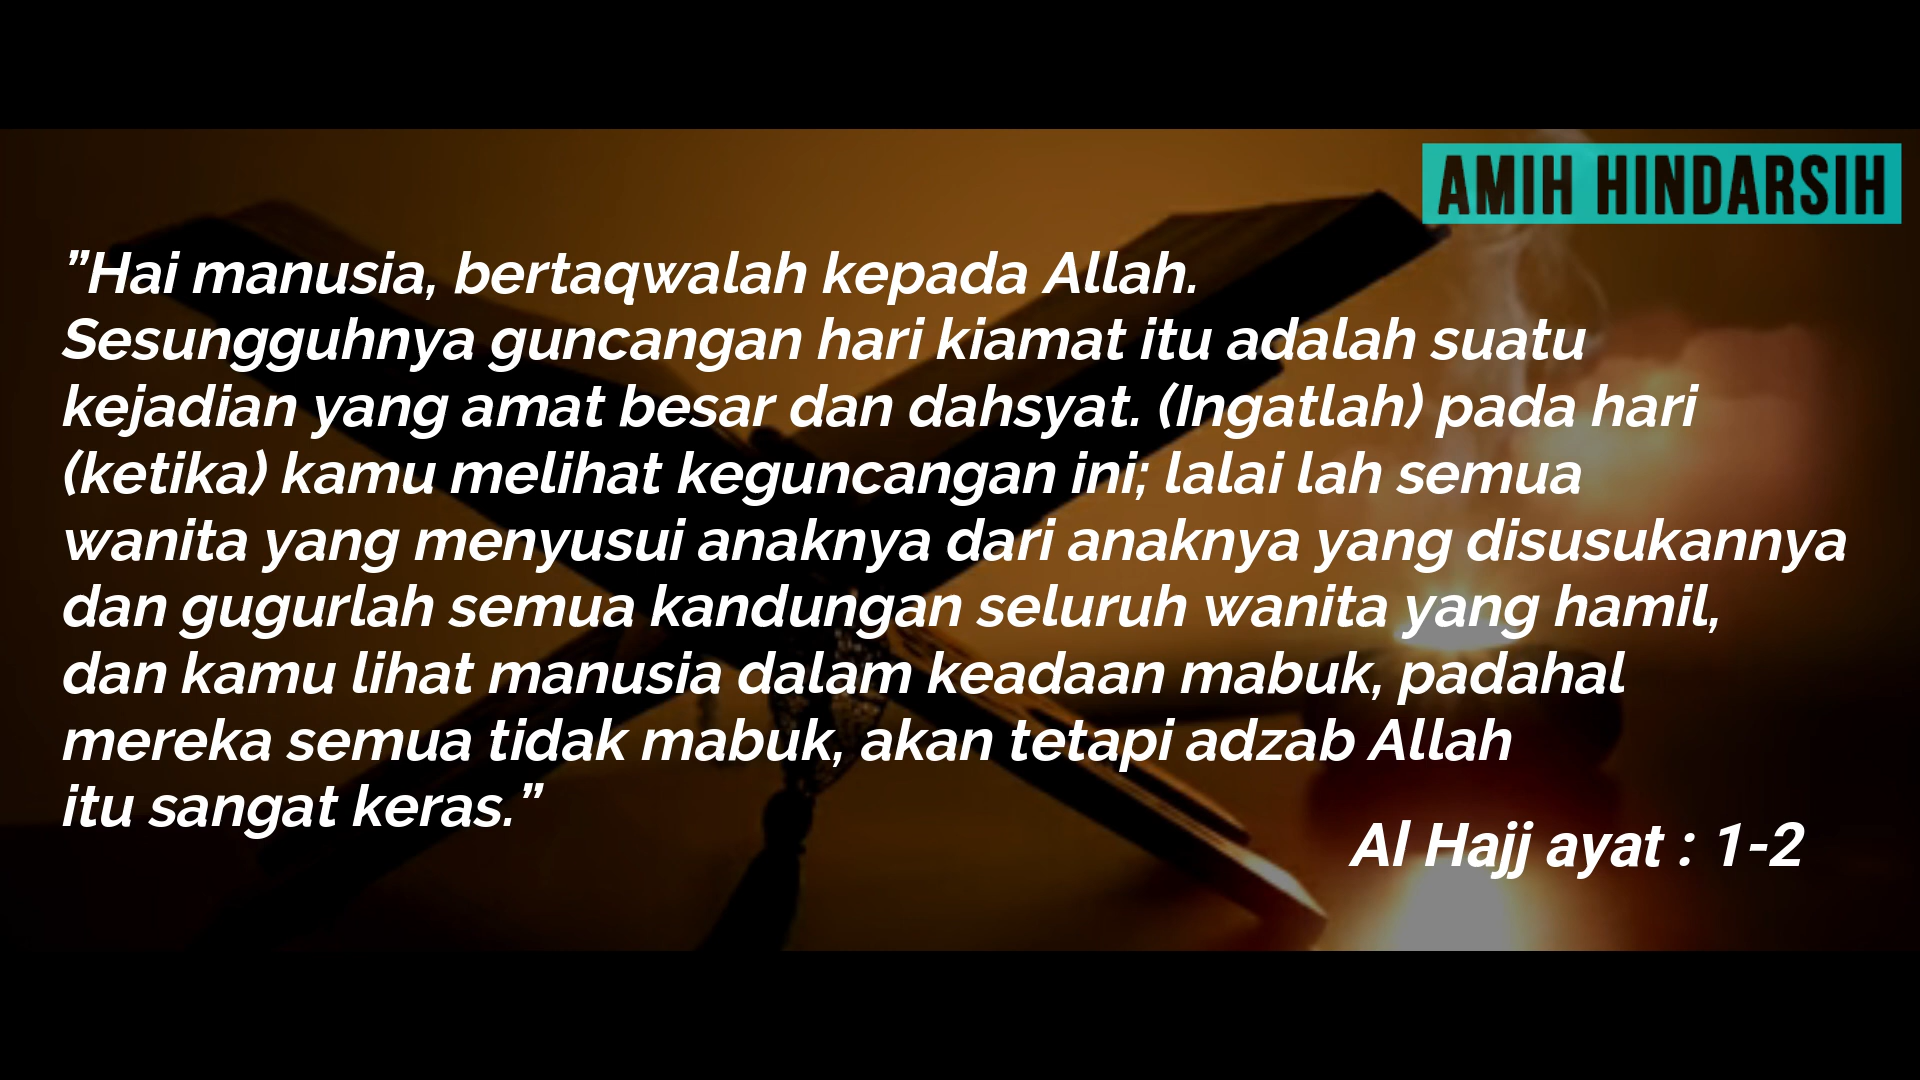 AMIH HINDARSIH
”Hai manusia, bertaqwalah kepada Allah.
Sesungguhnya guncangan hari kiamat itu adalah suatu
kejadian yang amat besar dan dahsyat. (Ingatlah) pada hari
(ketika) kamu melihat keguncangan ini; lalai lah semua
wanita yang menyusui anaknya dari anaknya yang disusukannya
dan gugurlah semua kandungan seluruh wanita yang hamil,
dan kamu lihat manusia dalam keadaan mabuk, padahal
mereka semua tidak mabuk, akan tetapi adzab Allah
itu sangat keras.”
Al Hajj ayat : 1-2